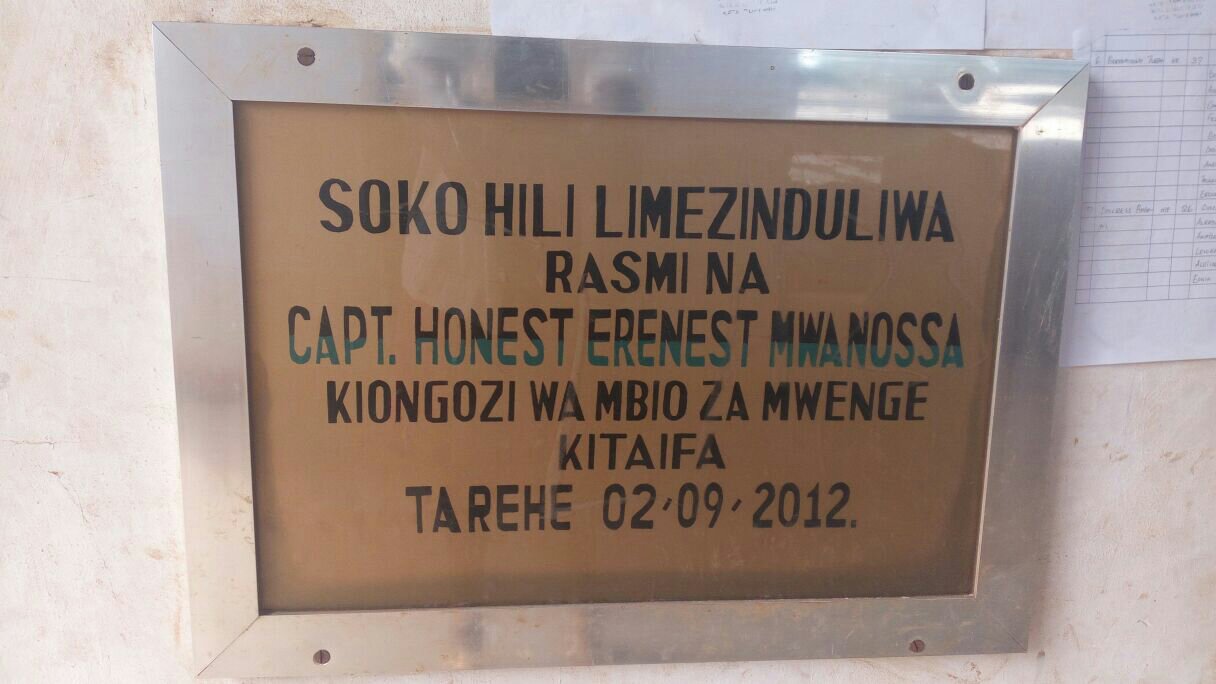 SOKO HILI LIMEZINDULIWA
RASMI NA
CAPT. HONEST ERENEST MWANOSSA
KIONGOZI WA MBIO ZA MWENGE
KITAIFA
TAREHE 02,09,2012.